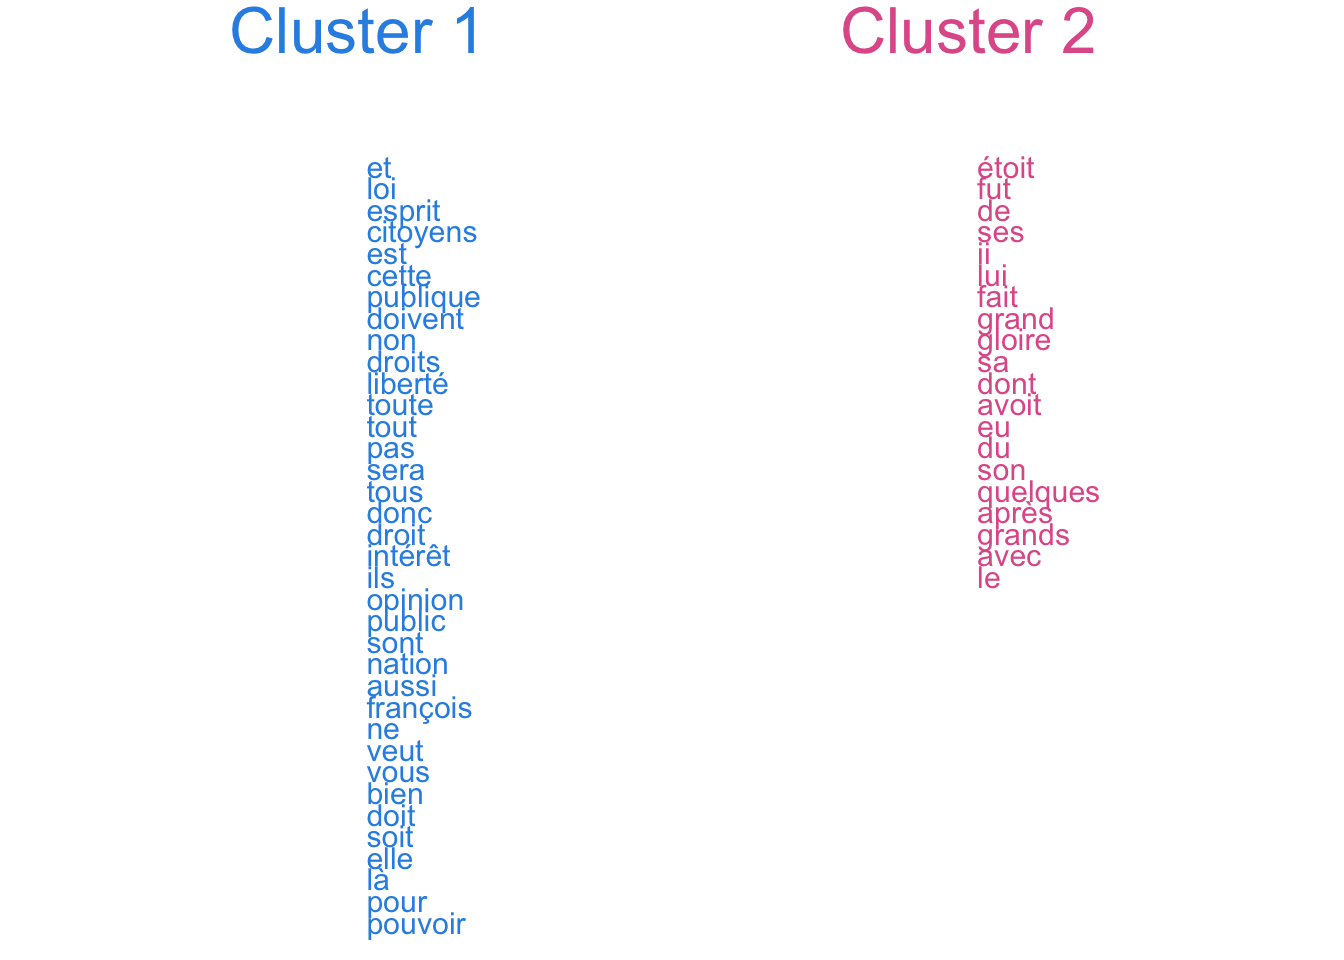 Cluster 1
et
loi
esprit
citoyens
est
cette
publique
doivent
non
droits
liberté
toute
tout
pas
sera
tous
donc
droit
intérêt
ils
opinion
public
sont
nation
aussi
françois
ne
veut
vous
bien
doit
soit
elle
là
pour
pouvoir
Cluster 2
étoit
fut
de
ses
ii
lui
fait
grand
gloire
sa
dont
avoit
eu
du
son
quelques
après
grands
avec
le